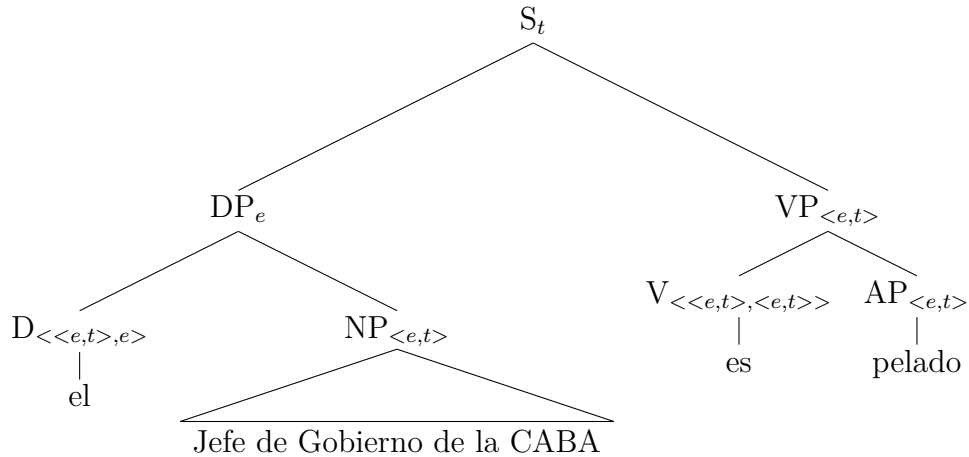 S_t
DP_e VP_{<e,t>}
D_{<<e,t>,e>} NP_{<e,t>} V_{<<e,t>,<e,t>>} AP_{<e,t>}
el es pelado
Jefe de Gobierno de la CABA